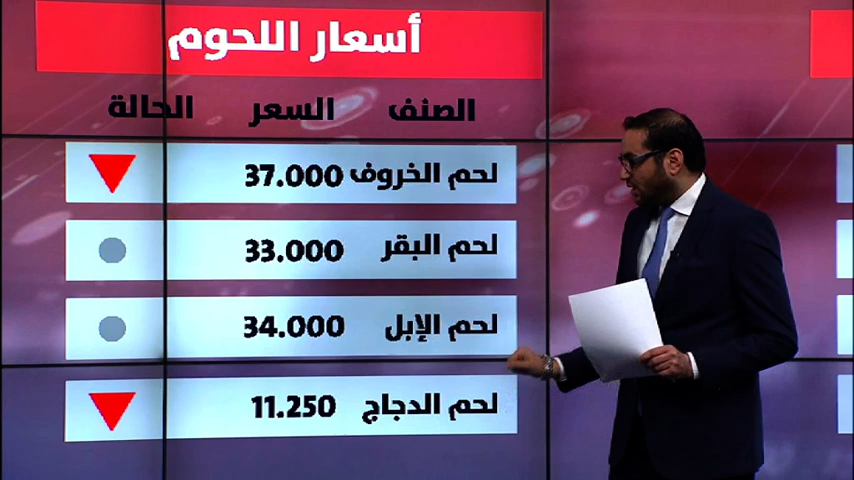 أسعار اللحوم
الصنف السعر الحالة
لحم الخروف 37.000
لحم البقر 33.000
لحم الإبل 34.000
لحم الدجاج 11.250